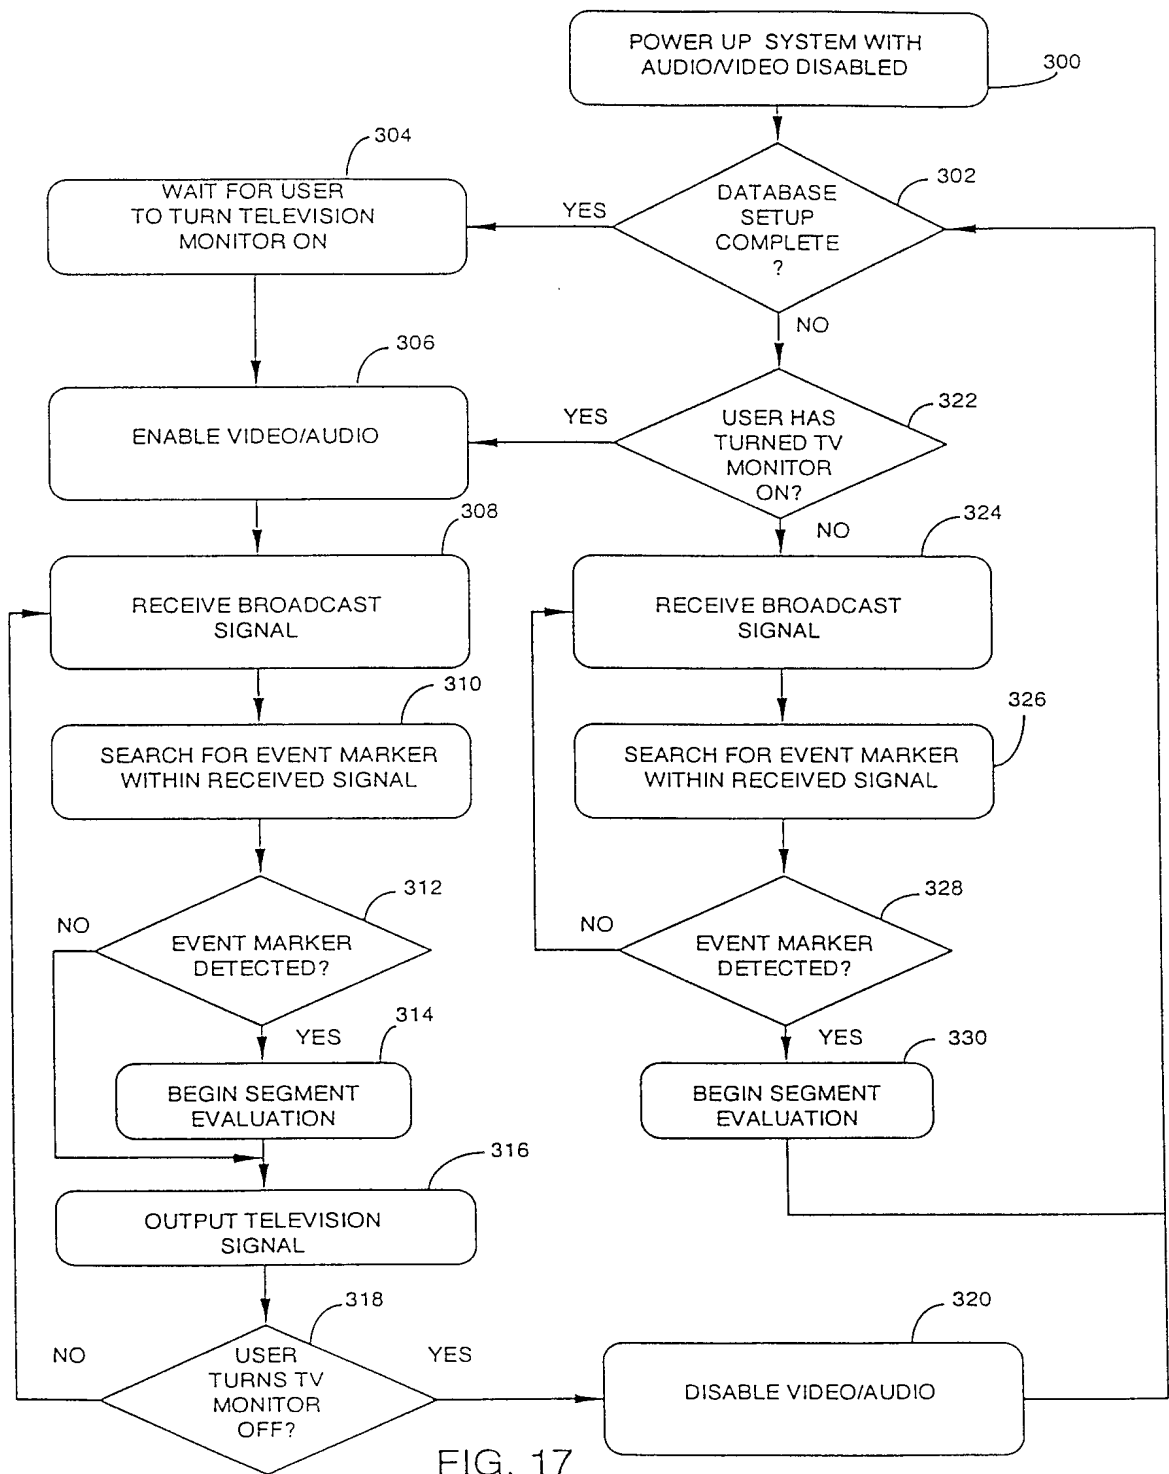 POWER UP SYSTEM WITH
AUDIO/VIDEO DISABLED
300
304
WAIT FOR USER
TO TURN TELEVISION
MONITOR ON
YES
DATABASE
SETUP
COMPLETE
?
302
NO
306
ENABLE VIDEO/AUDIO
YES
USER HAS
TURNED TV
MONITOR
ON?
322
NO
308
RECEIVE BROADCAST
SIGNAL
324
RECEIVE BROADCAST
SIGNAL
310
SEARCH FOR EVENT MARKER
WITHIN RECEIVED SIGNAL
326
SEARCH FOR EVENT MARKER
WITHIN RECEIVED SIGNAL
312
NO
EVENT MARKER
DETECTED?
YES
328
NO
EVENT MARKER
DETECTED?
YES
314
BEGIN SEGMENT
EVALUATION
330
BEGIN SEGMENT
EVALUATION
316
OUTPUT TELEVISION
SIGNAL
318
NO
USER
TURNS TV
MONITOR
OFF?
YES
320
DISABLE VIDEO/AUDIO
FIG. 17